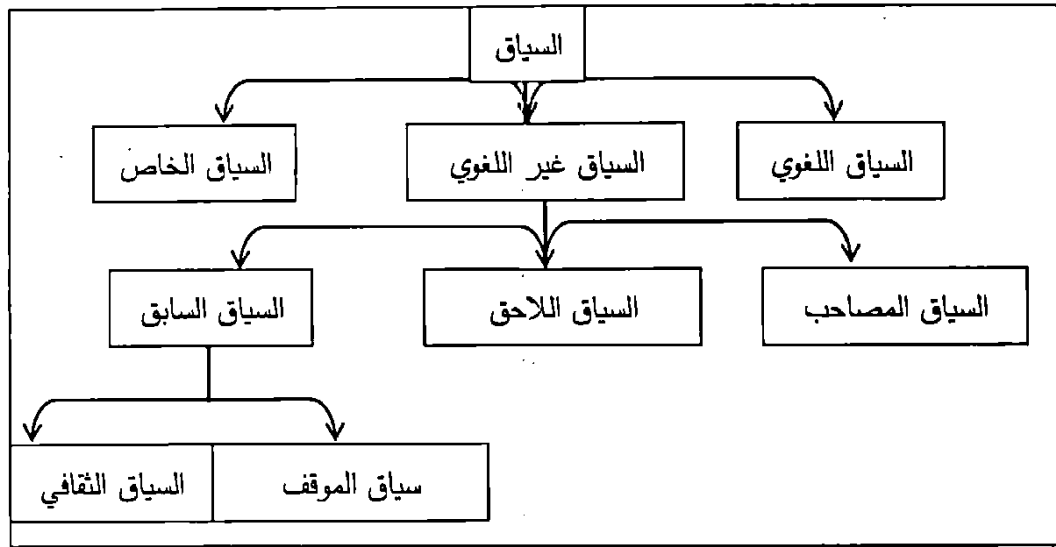 السياق
السياق اللغوي
السياق غير اللغوي
السياق الخاص
السياق المصاحب
السياق اللاحق
السياق السابق
سياق الموقف
السياق الثقافي